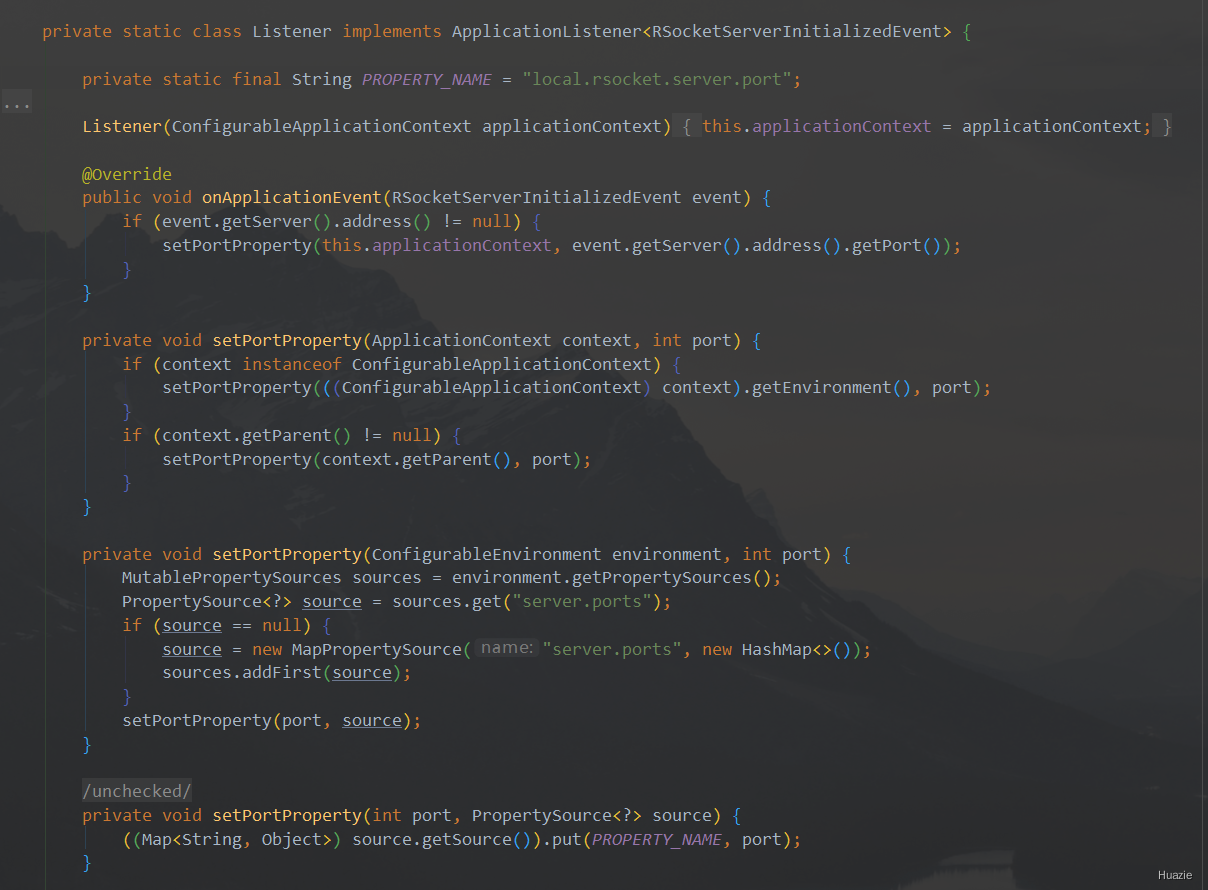 private static class Listener implements ApplicationListener<RSocketServerInitializedEvent> {
private static final String PROPERTY_NAME = "local.rsocket.server.port";
...
Listener(ConfigurableApplicationContext applicationContext) { this.applicationContext = applicationContext; }
@Override
public void onApplicationEvent(RSocketServerInitializedEvent event) {
if (event.getServer().address() != null) {
setPortProperty(this.applicationContext, event.getServer().address().getPort());
}
}
private void setPortProperty(ApplicationContext context, int port) {
if (context instanceof ConfigurableApplicationContext) {
setPortProperty(((ConfigurableApplicationContext) context).getEnvironment(), port);
}
if (context.getParent() != null) {
setPortProperty(context.getParent(), port);
}
}
private void setPortProperty(ConfigurableEnvironment environment, int port) {
MutablePropertySources sources = environment.getPropertySources();
PropertySource<?> source = sources.get("server.ports");
if (source == null) {
source = new MapPropertySource( name: "server.ports", new HashMap<>());
sources.addFirst(source);
}
setPortProperty(port, source);
}
/unchecked/
private void setPortProperty(int port, PropertySource<?> source) {
((Map<String, Object>) source.getSource()).put(PROPERTY_NAME, port);
}
Huazie